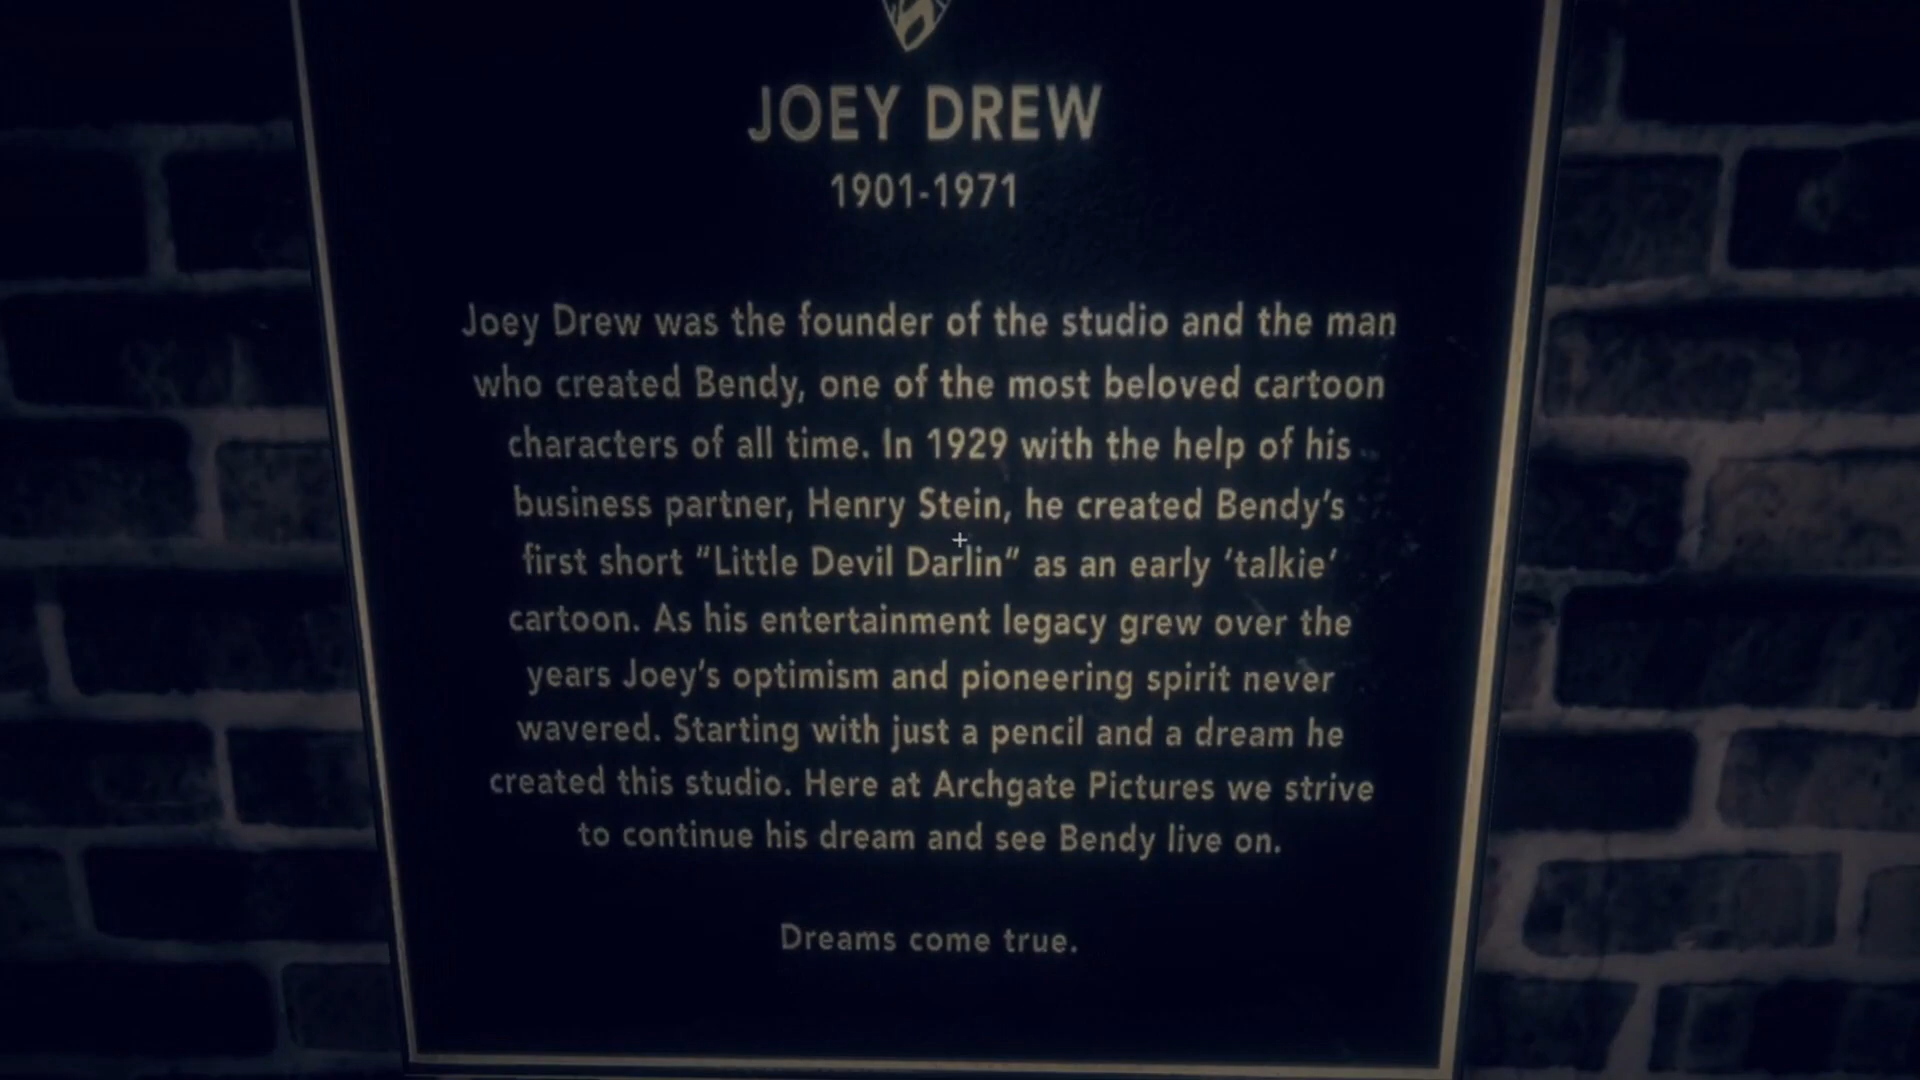 JOEY DREW
1901-1971
Joey Drew was the founder of the studio and the man
who created Bendy, one of the most beloved cartoon
characters of all time. In 1929 with the help of his
business partner, Henry Stein, he created Bendy's
first short "Little Devil Darlin" as an early 'talkie'
cartoon. As his entertainment legacy grew over the
years Joey's optimism and pioneering spirit never
wavered. Starting with just a pencil and a dream he
created this studio. Here at Archgate Pictures we strive
to continue his dream and see Bendy live on.
Dreams come true.